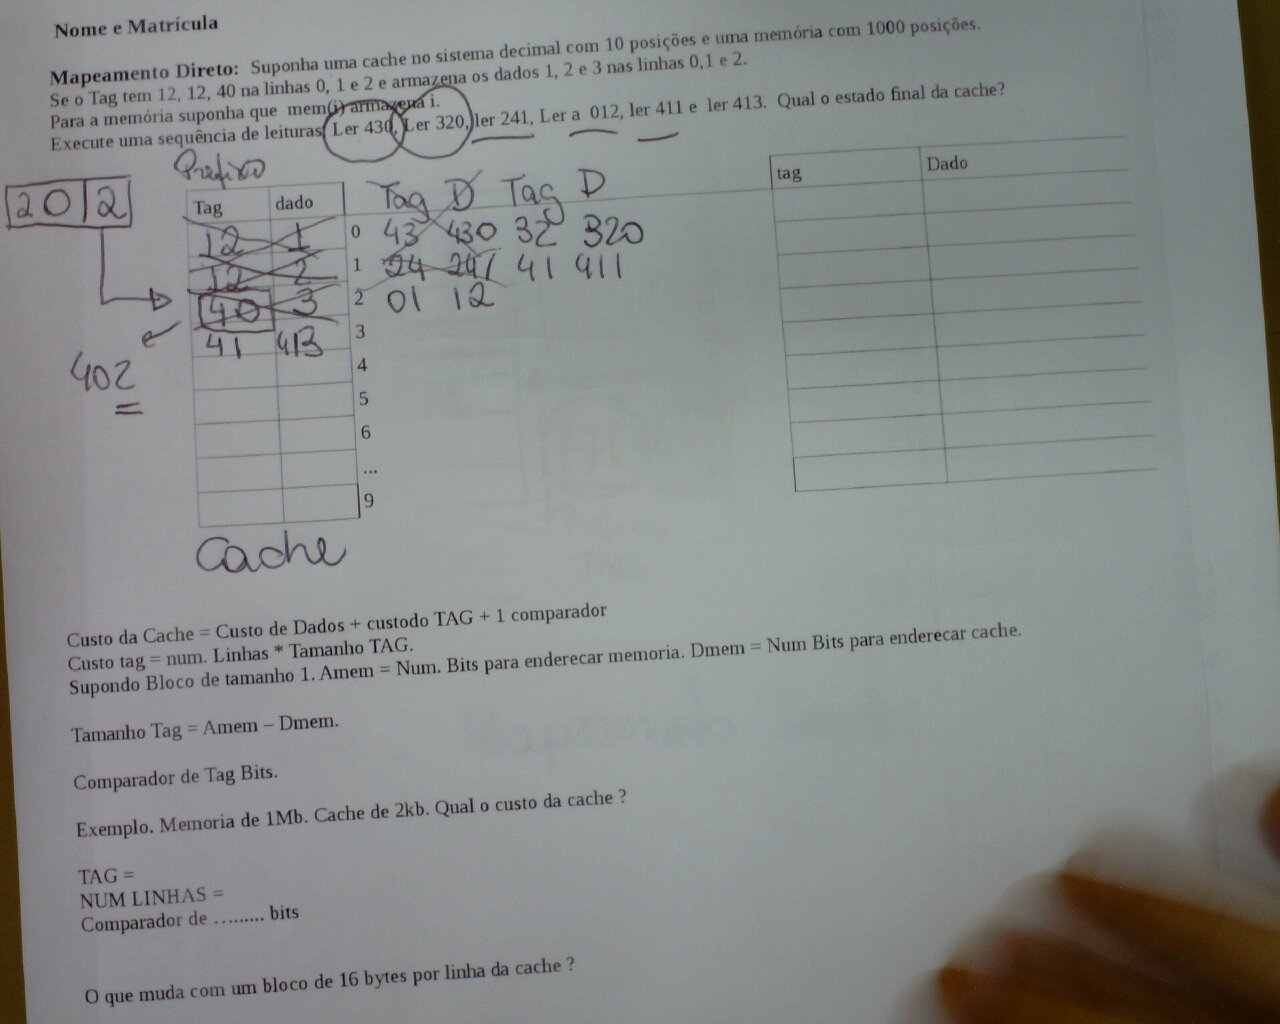 Nome e Matrícula
Mapeamento Direto: Suponha uma cache no sistema decimal com 10 posições e uma memória com 1000 posições.
Se o Tag tem 12, 12, 40 na linhas 0, 1 e 2 e armazena os dados 1, 2 e 3 nas linhas 0,1 e 2.
Para a memória suponha que mem(i) armazena i.
Execute uma sequência de leituras Ler 430, Ler 320, ler 241, Ler a 012, ler 411 e ler 413. Qual o estado final da cache?
Prefixo
2012
Tag dado Tag D Tag D
12 1 0 43 430 32 320
12 2 1 24 241 41 411
40 3 2 01 12
41 413 3
402
4
5
6
...
9
Cache
tag Dado
Custo da Cache = Custo de Dados + custodo TAG + 1 comparador
Custo tag = num. Linhas * Tamanho TAG.
Supondo Bloco de tamanho 1. Amem = Num. Bits para enderecar memoria. Dmem = Num Bits para enderecar cache.
Tamanho Tag = Amem – Dmem.
Comparador de Tag Bits.
Exemplo. Memoria de 1Mb. Cache de 2kb. Qual o custo da cache ?
TAG =
NUM LINHAS =
Comparador de ......... bits
O que muda com um bloco de 16 bytes por linha da cache ?